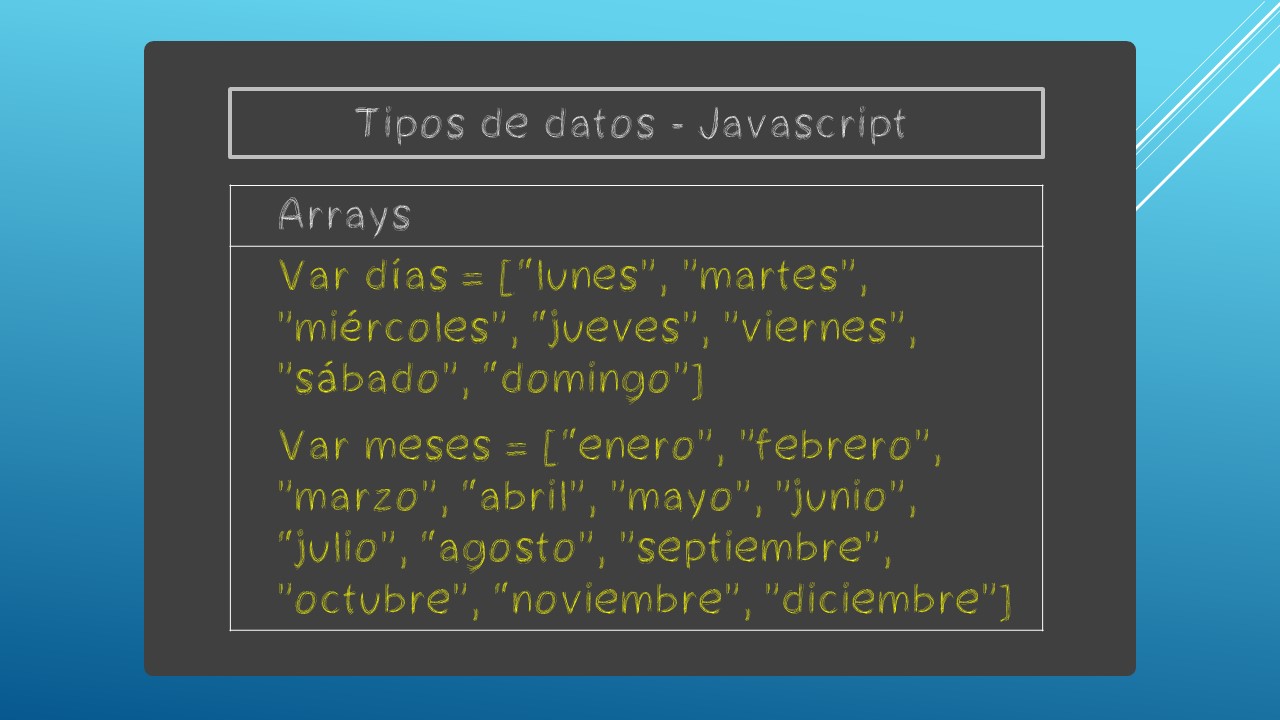 Tipos de datos - Javascript
Arrays
Var días = [“lunes”, ”martes”,
”miércoles”, “jueves”, ”viernes”,
”sábado”, “domingo”]
Var meses = [“enero”, ”febrero”,
”marzo”, “abril”, ”mayo”, ”junio”,
“julio”, “agosto”, ”septiembre”,
”octubre”, “noviembre”, ”diciembre”]